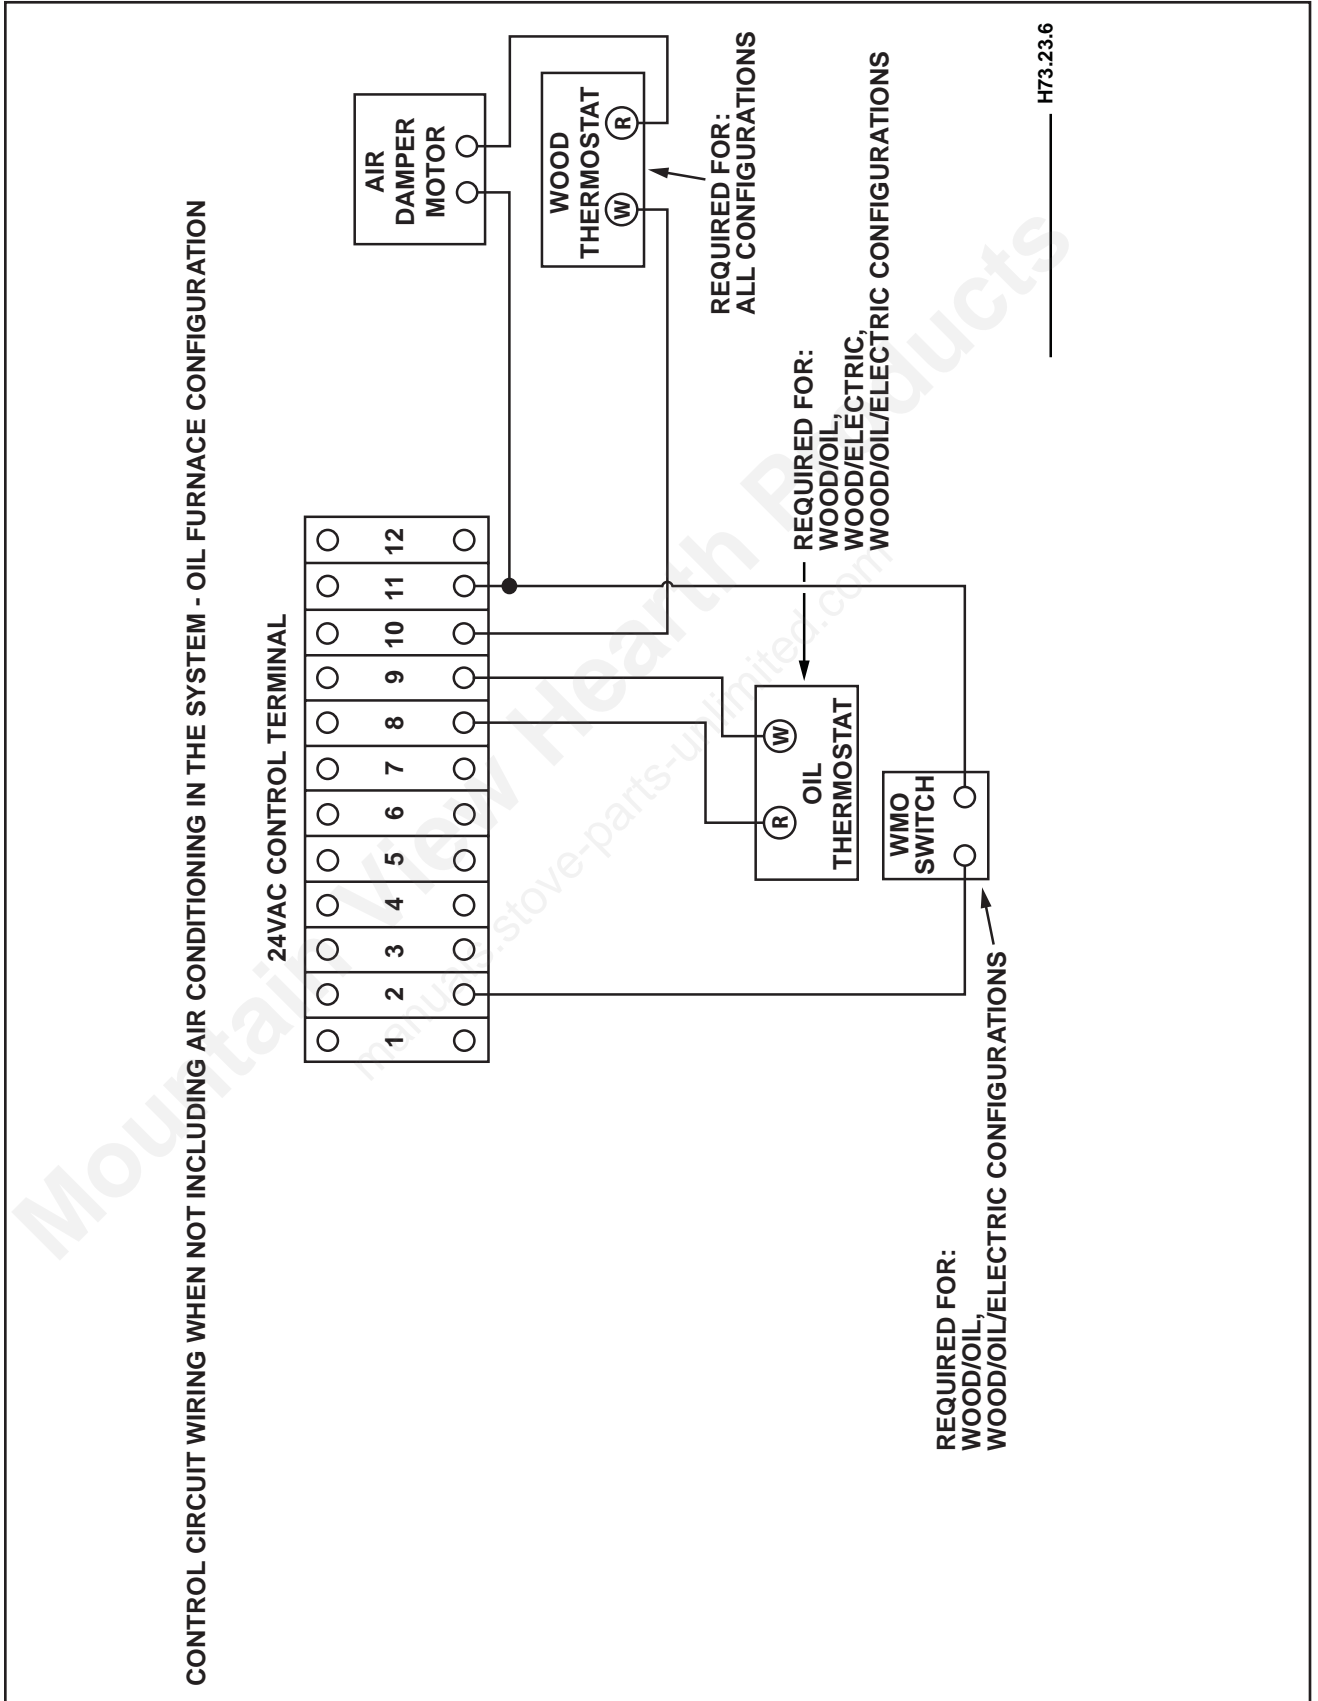 CONTROL CIRCUIT WIRING WHEN NOT INCLUDING AIR CONDITIONING IN THE SYSTEM - OIL FURNACE CONFIGURATION
24VAC CONTROL TERMINAL
1 2 3 4 5 6 7 8 9 10 11 12
AIR
DAMPER
MOTOR
WOOD
THERMOSTAT
W R
REQUIRED FOR:
ALL CONFIGURATIONS
REQUIRED FOR:
WOOD/OIL,
WOOD/ELECTRIC,
WOOD/OIL/ELECTRIC CONFIGURATIONS
R W
OIL
THERMOSTAT
WMO
SWITCH
REQUIRED FOR:
WOOD/OIL,
WOOD/OIL/ELECTRIC CONFIGURATIONS
H73.23.6
Mountain View Hearth Products
manuals.stove-parts-unlimited.com